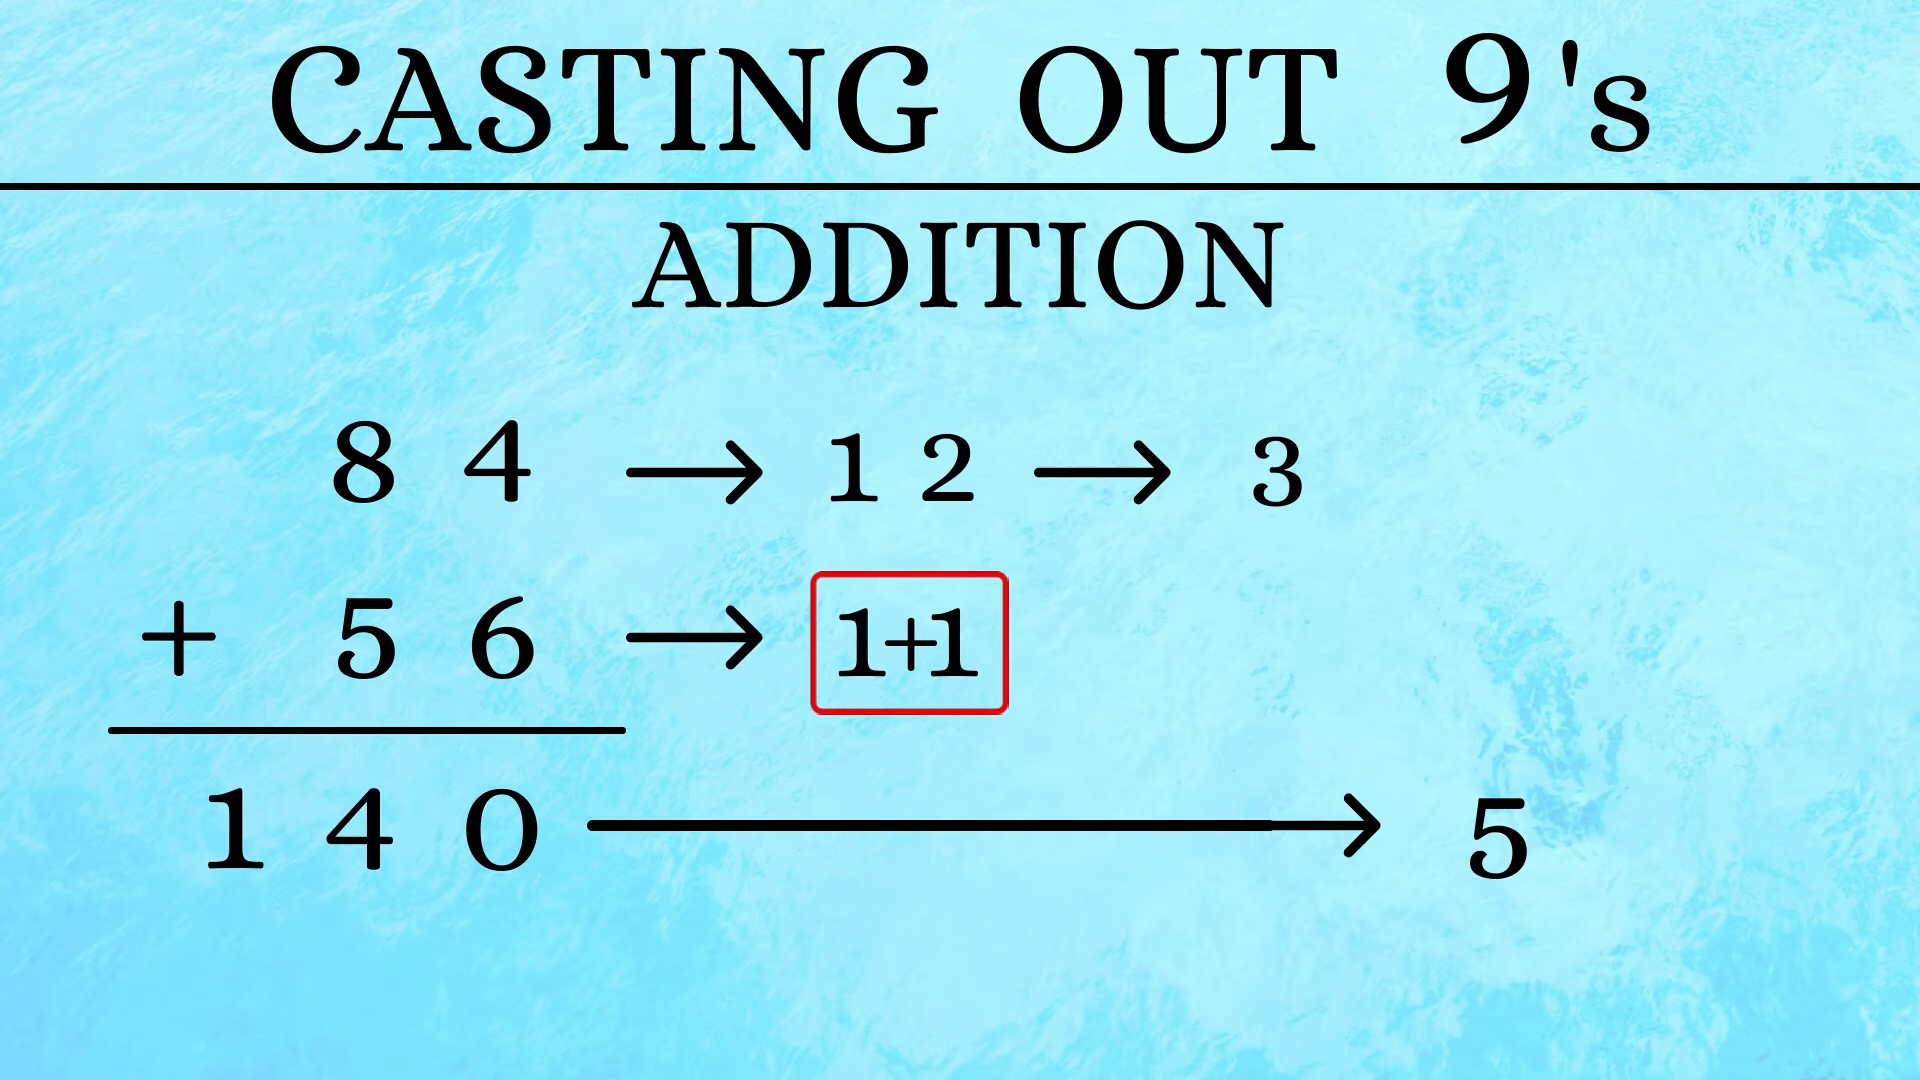 CASTING OUT 9's
ADDITION
8 4 → 1 2 → 3
+ 5 6 → 1+1
1 4 0 → 5